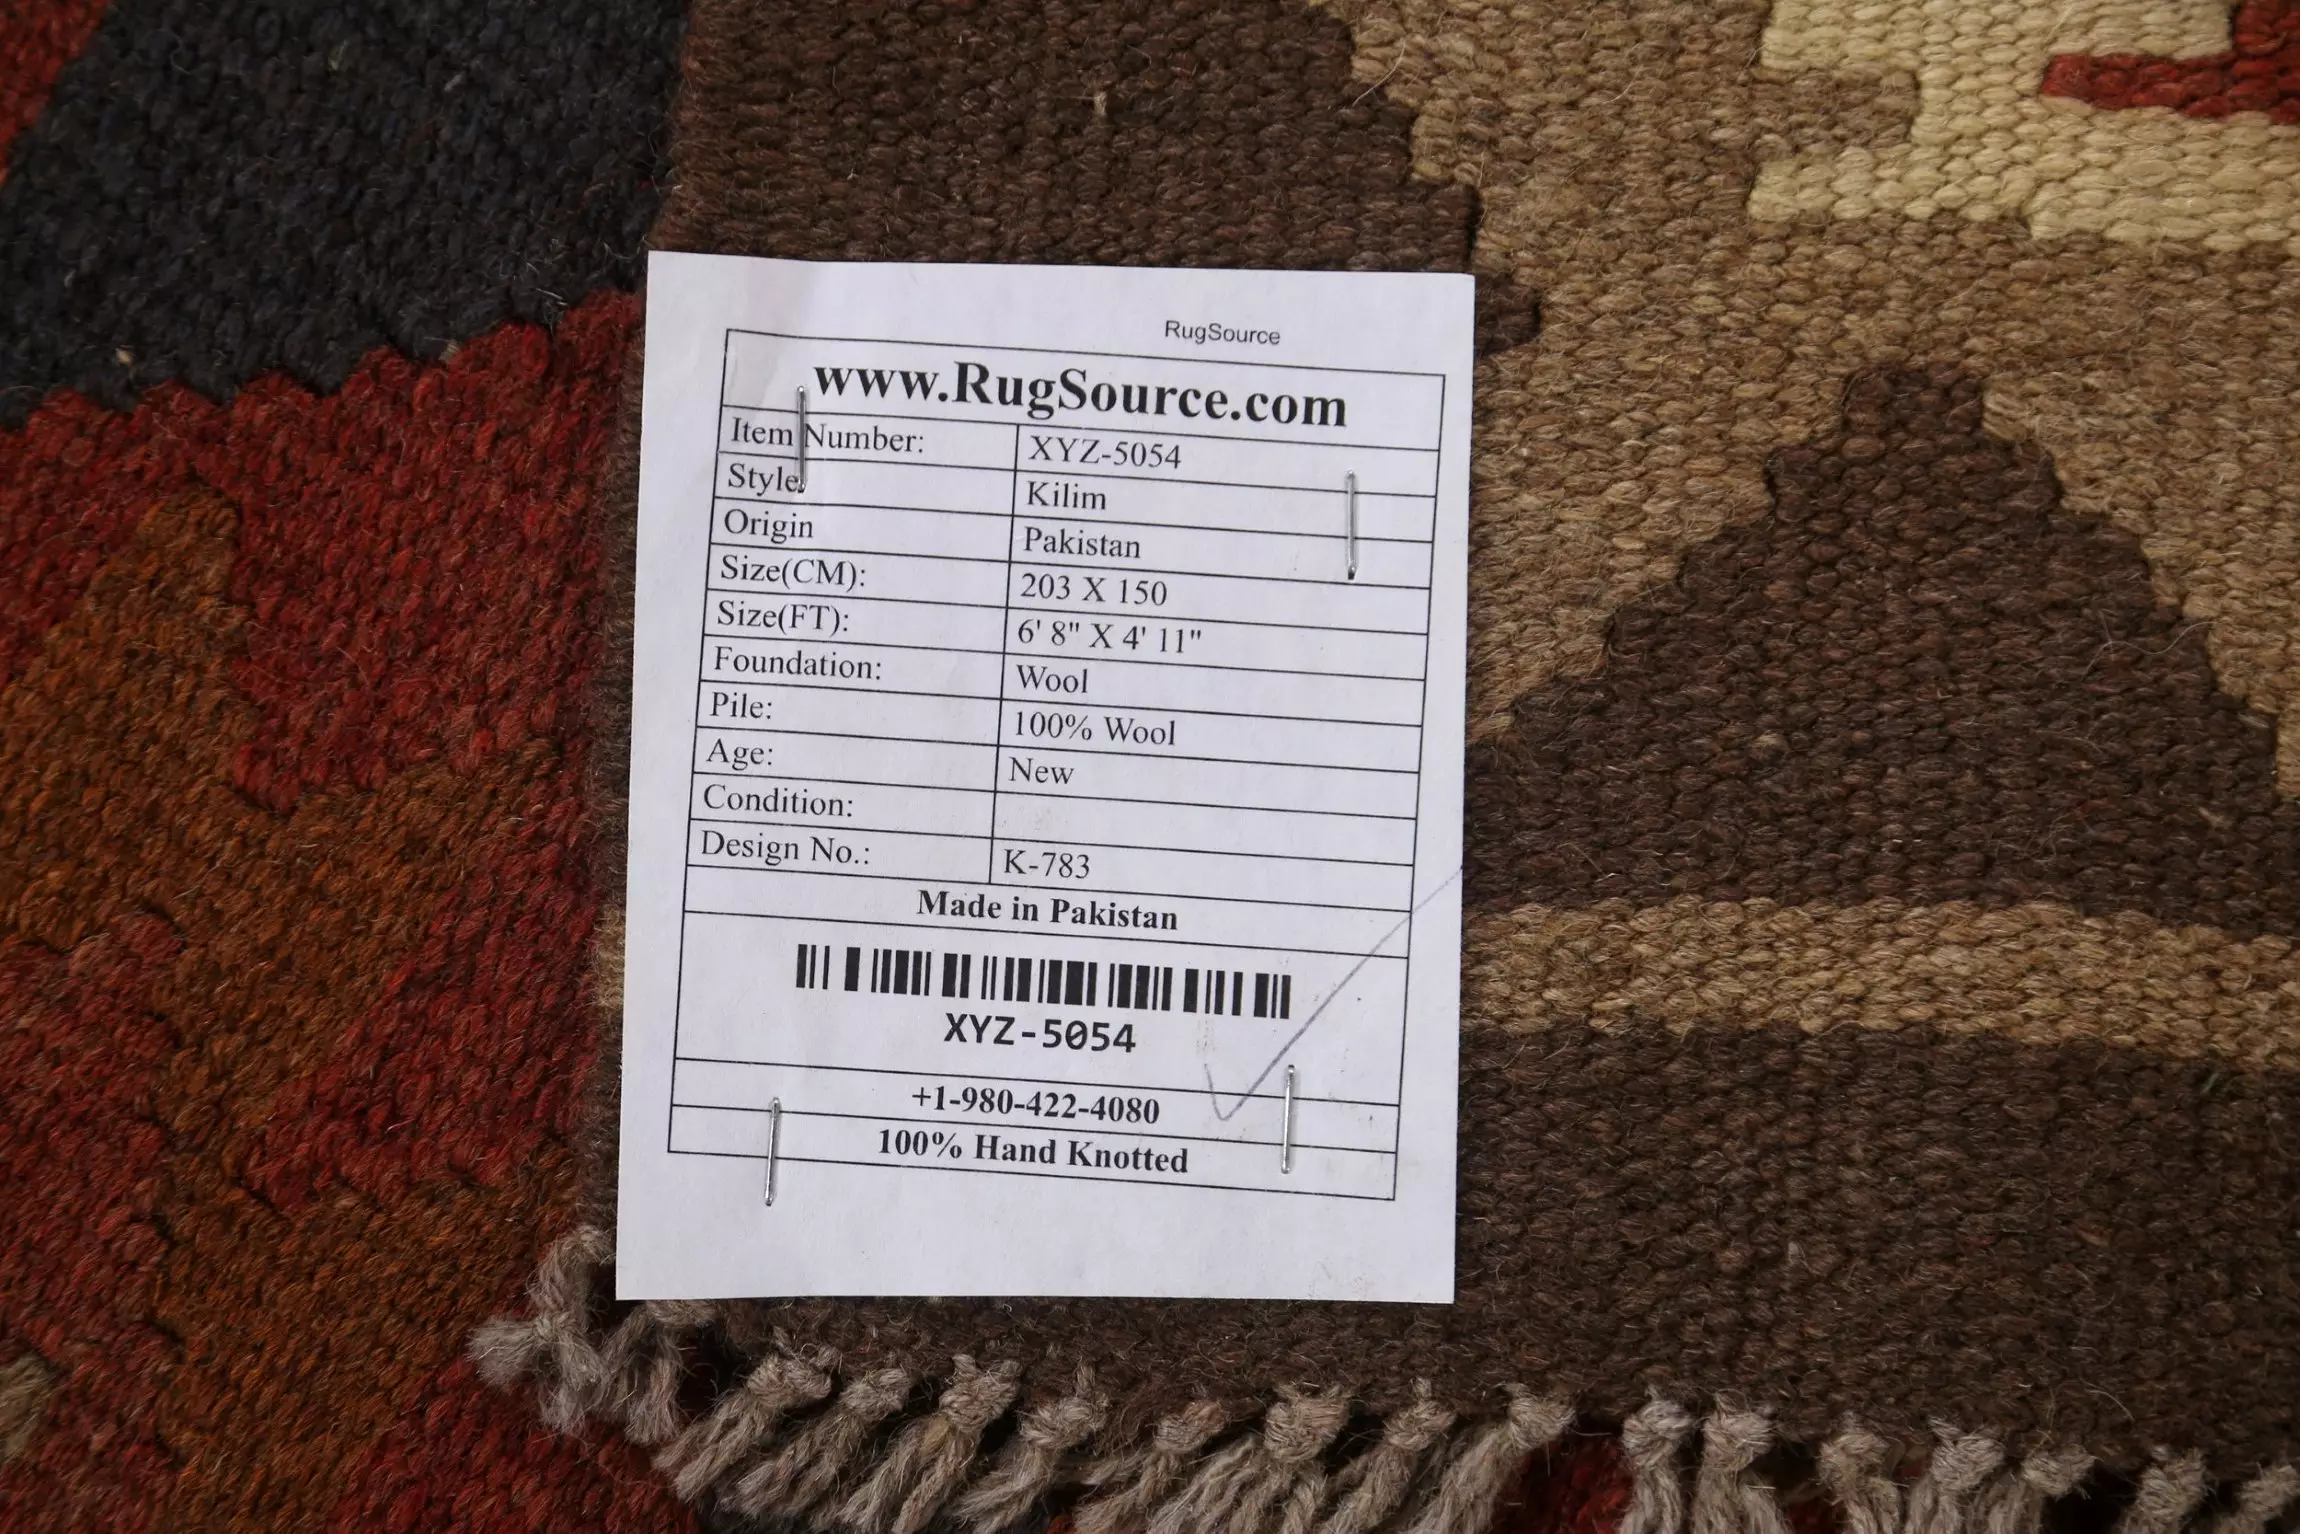 RugSource
www.RugSource.com
Item Number: XYZ-5054
Style: Kilim
Origin Pakistan
Size(CM): 203 X 150
Size(FT): 6' 8" X 4' 11"
Foundation: Wool
Pile: 100% Wool
Age: New
Condition:
Design No.: K-783
Made in Pakistan
XYZ-5054
+1-980-422-4080
100% Hand Knotted